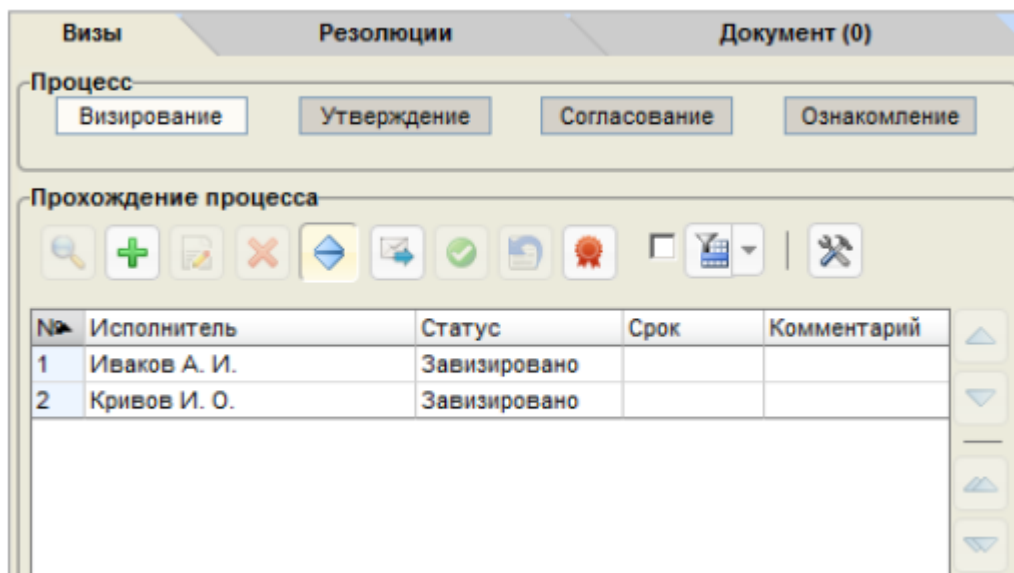 Визы Резолюции Документ (0)
Процесс
Визирование Утверждение Согласование Ознакомление
Прохождение процесса
№ Исполнитель Статус Срок Комментарий
1 Иваков А. И. Завизировано
2 Кривов И. О. Завизировано